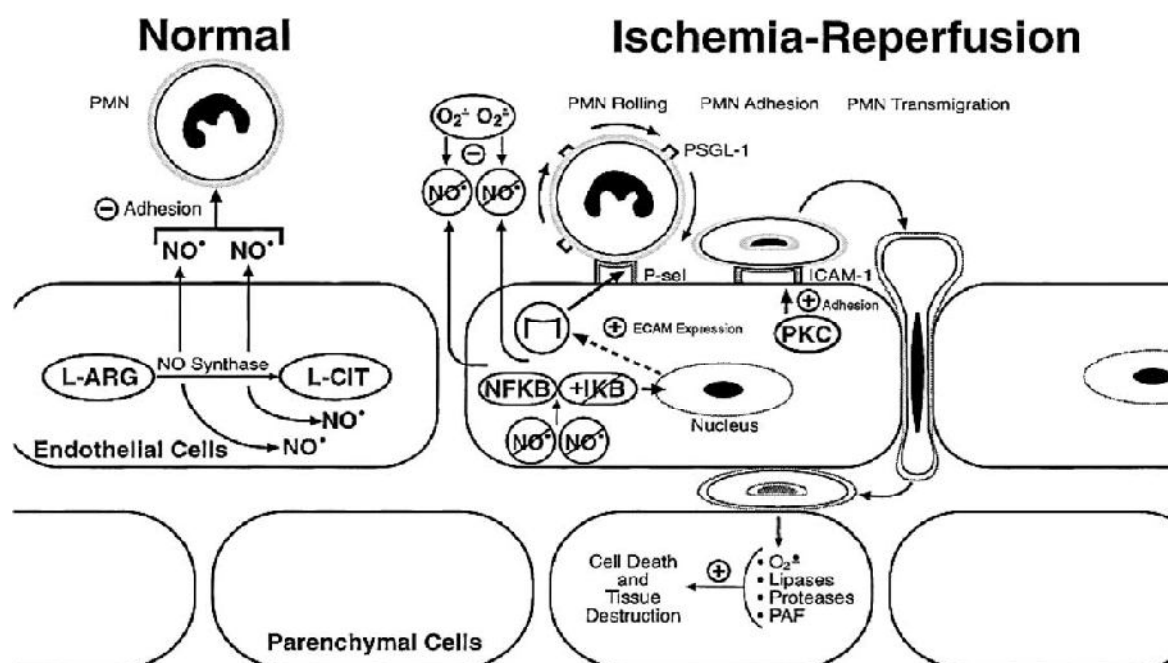 Normal
Ischemia-Reperfusion
PMN
⊖ Adhesion
NO• NO•
L-ARG
NO Synthase
L-CIT
NO•
NO•
Endothelial Cells
O₂∸ O₂∸
⊖
NO• NO•
PMN Rolling
PMN Adhesion
PMN Transmigration
PSGL-1
P-sel
ICAM-1
⊕ Adhesion
PKC
⊕ ECAM Expression
NFKB
+IKB
Nucleus
NO• NO•
Cell Death
and
Tissue
Destruction
⊕
• O₂∸
• Lipases
• Proteases
• PAF
Parenchymal Cells